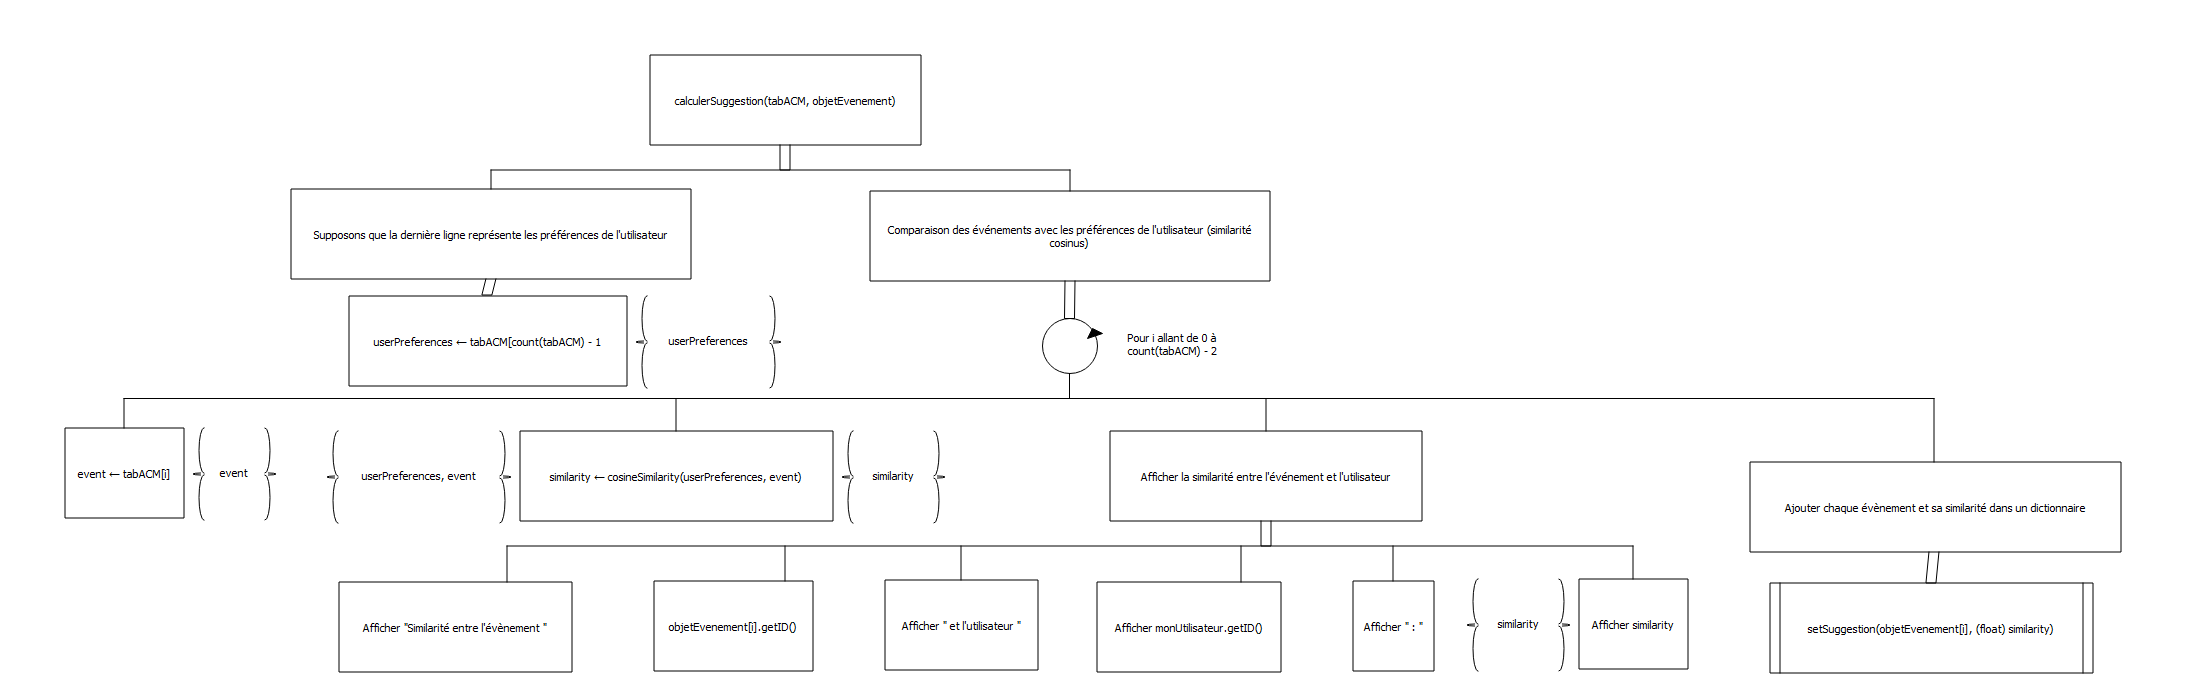 calculerSuggestion(tabACM, objetEvenement)
Supposons que la dernière ligne représente les préférences de l'utilisateur
Comparaison des événements avec les préférences de l'utilisateur (similarité
cosinus)
userPreferences ← tabACM[count(tabACM) - 1
userPreferences
Pour i allant de 0 à
count(tabACM) - 2
event ← tabACM[i]
event
userPreferences, event
similarity ← cosineSimilarity(userPreferences, event)
similarity
Afficher la similarité entre l'événement et l'utilisateur
Ajouter chaque évènement et sa similarité dans un dictionnaire
Afficher "Similarité entre l'évènement "
objetEvenement[i].getID()
Afficher " et l'utilisateur "
Afficher monUtilisateur.getID()
Afficher " : "
similarity
Afficher similarity
setSuggestion(objetEvenement[i], (float) similarity)